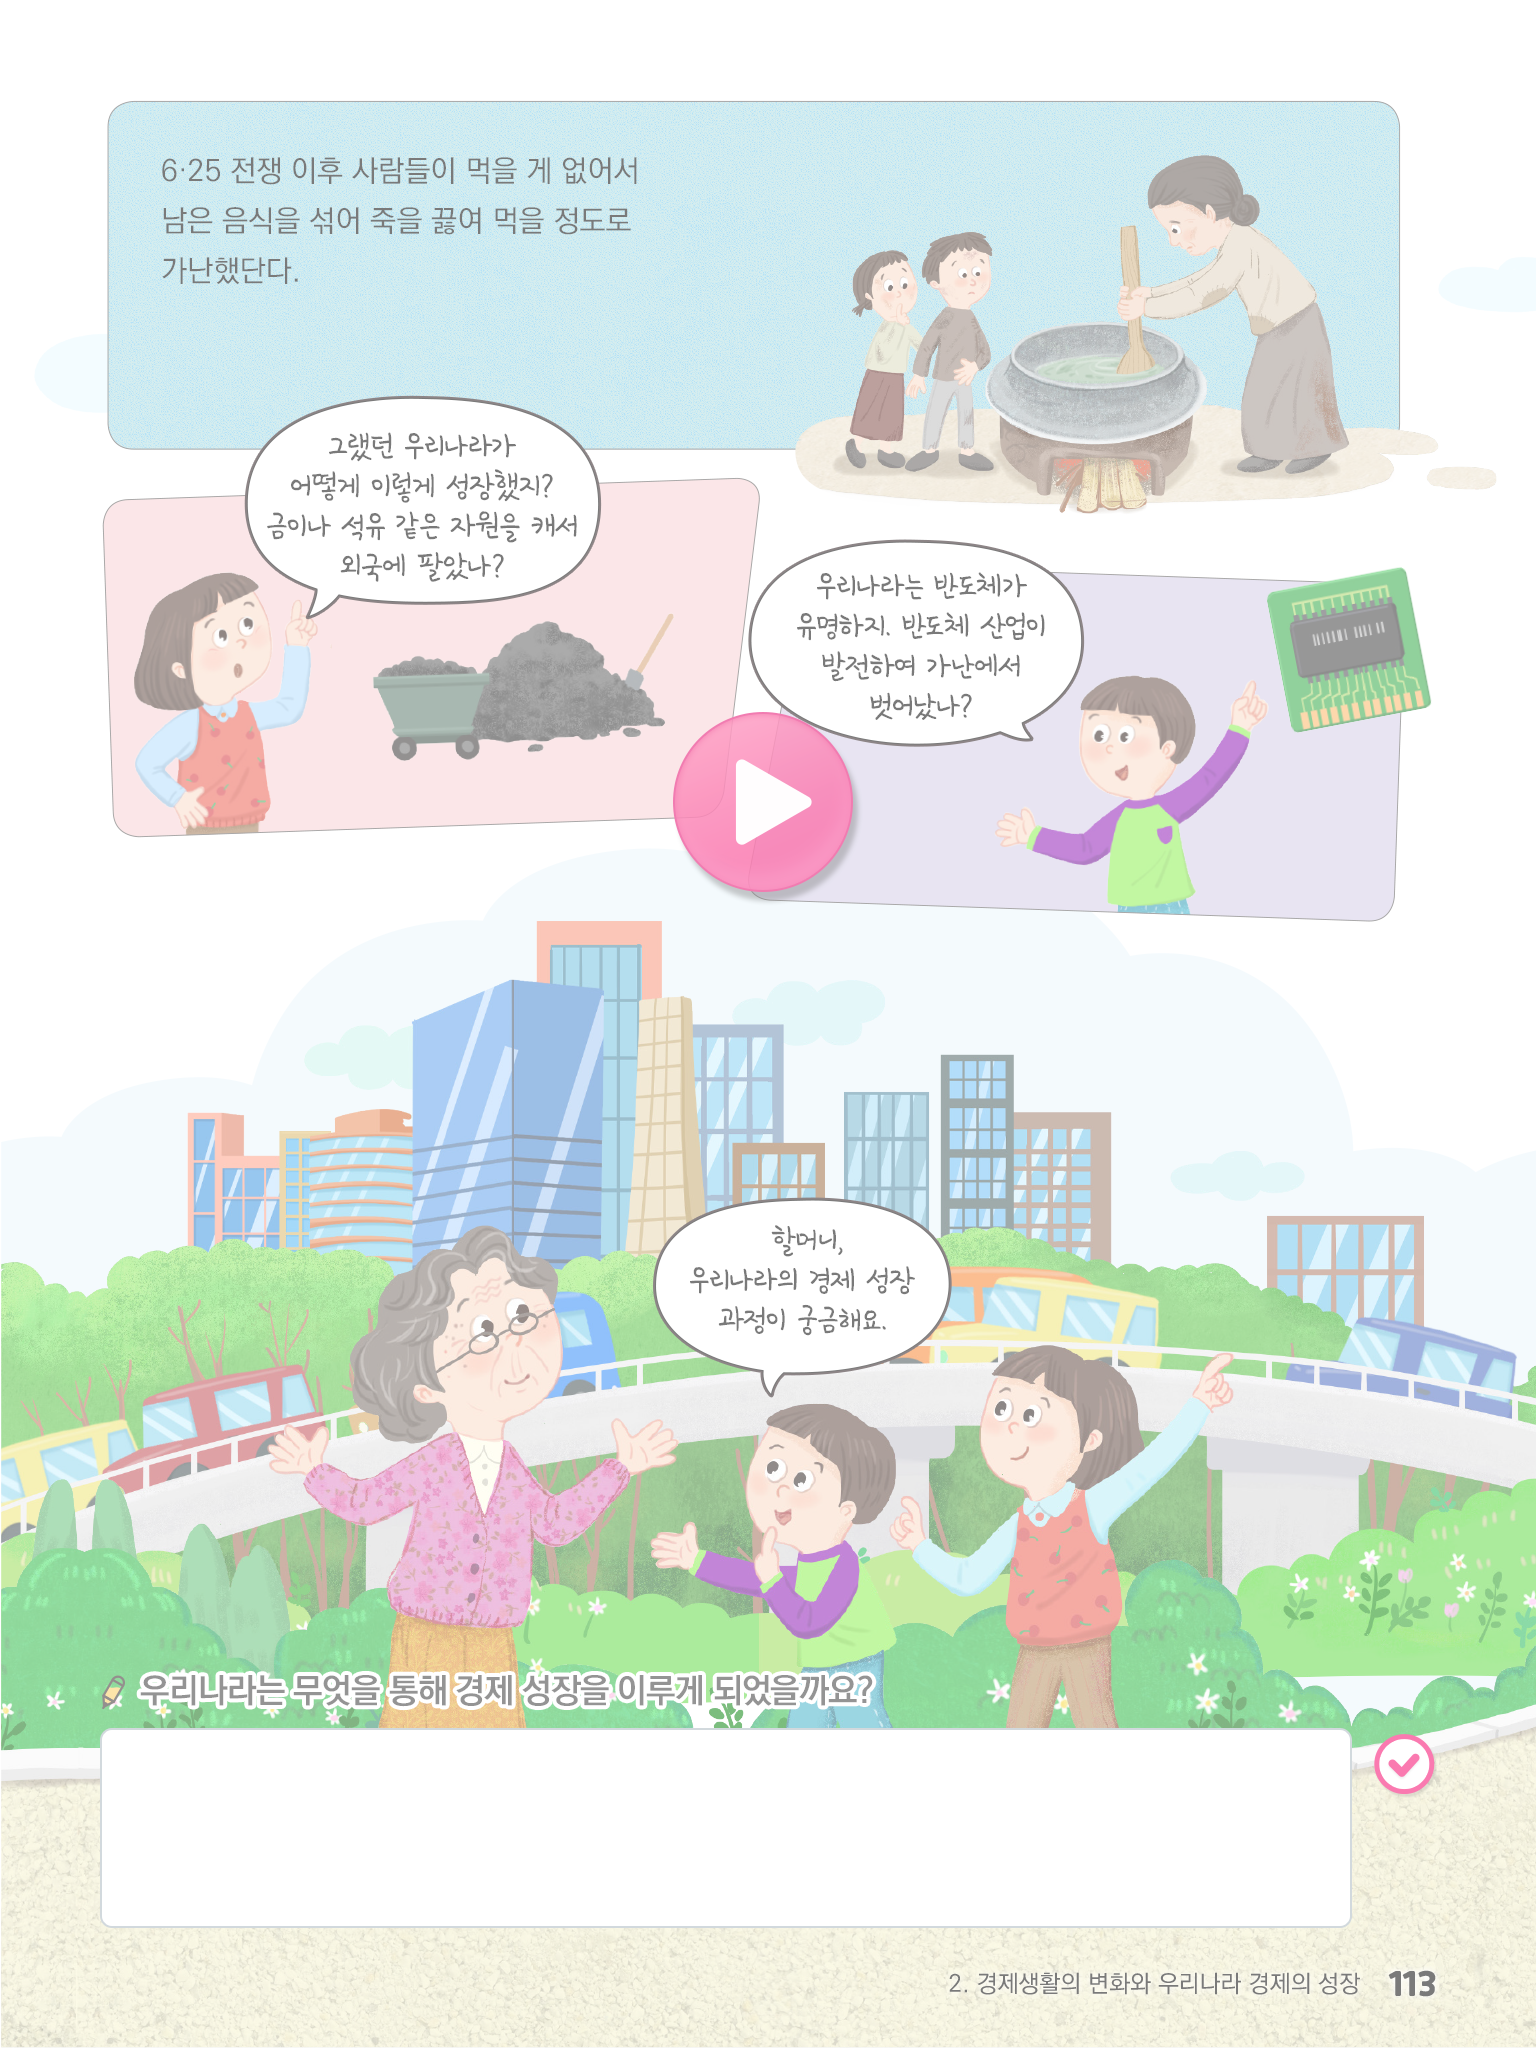 6·25 전쟁 이후 사람들이 먹을 게 없어서
남은 음식을 섞어 죽을 끓여 먹을 정도로
가난했단다.
그랬던 우리나라가
어떻게 이렇게 성장했지?
금이나 석유 같은 자원을 캐서
외국에 팔았나?
우리나라는 반도체가
유명하지. 반도체 산업이
발전하여 가난에서
벗어났나?
할머니,
우리나라의 경제 성장
과정이 궁금해요.
우리나라는 무엇을 통해 경제 성장을 이루게 되었을까요?
2. 경제생활의 변화와 우리나라 경제의 성장 113